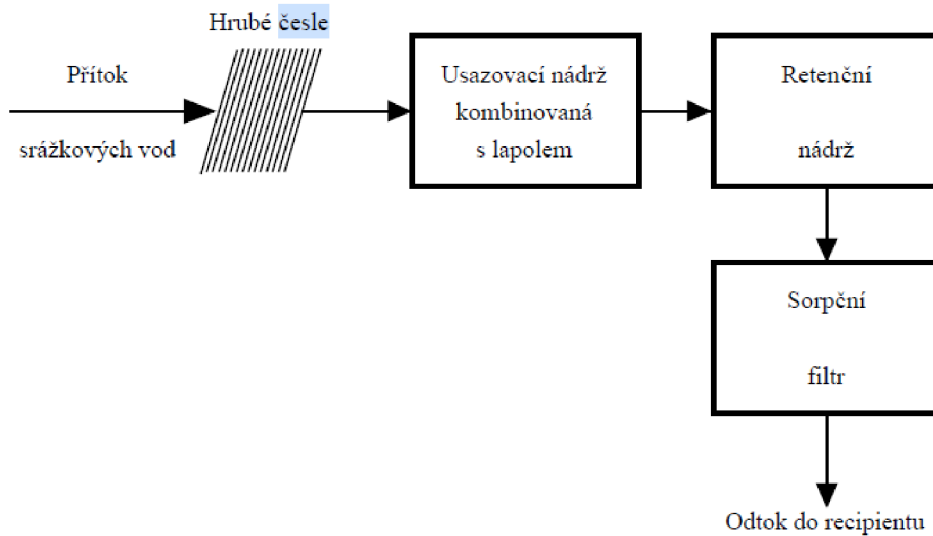 Hrubé česle
Přítok
srážkových vod
Usazovací nádrž
kombinovaná
s lapolem
Retenční
nádrž
Sorpční
filtr
Odtok do recipientu